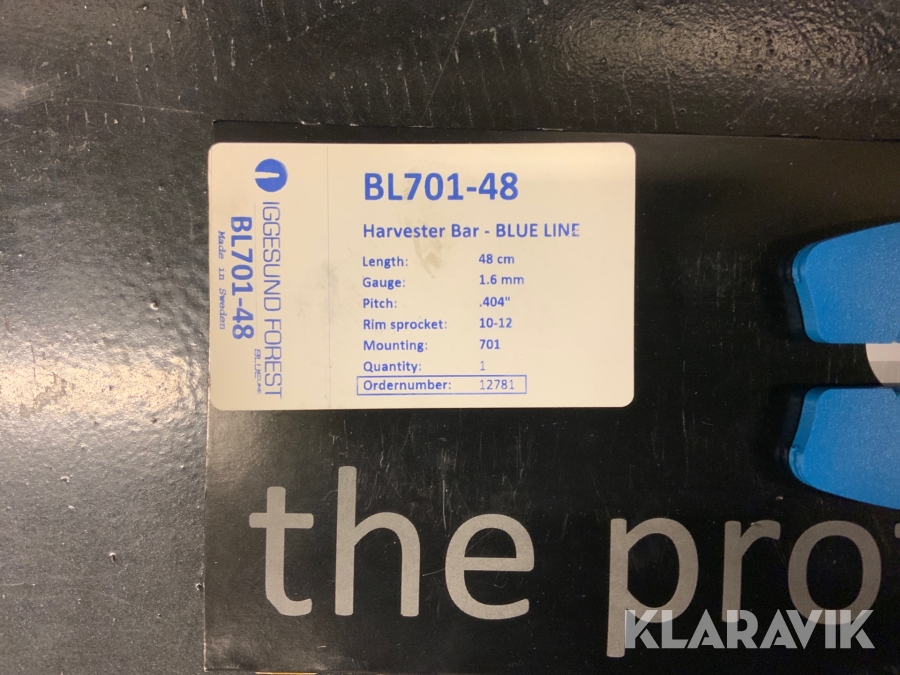 IGGESUND FOREST
BLUELINE
BL701-48
Made in Sweden
BL701-48
Harvester Bar - BLUE LINE
Length: 48 cm
Gauge: 1.6 mm
Pitch: .404"
Rim sprocket: 10-12
Mounting: 701
Quantity: 1
Ordernumber: 12781
the pro
KLARAVIK